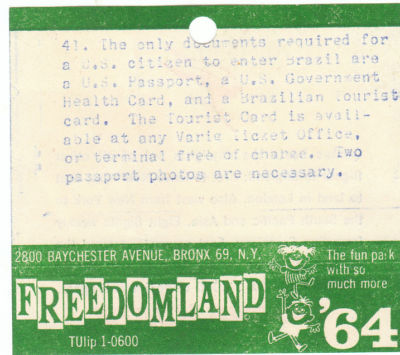 41. The only documents required for
a U.S. citizen to enter Brazil are
a U.S. Passport, a U.S. Government
Health Card, and a Brazilian Tourist
card. The Tourist Card is avail-
able at any Varig Ticket Office,
or terminal free of charge. Two
passport photos are necessary.
2800 BAYCHESTER AVENUE, BRONX 69, N.Y.
The fun park
with so
much more
FREEDOMLAND
'64
TUlip 1-0600